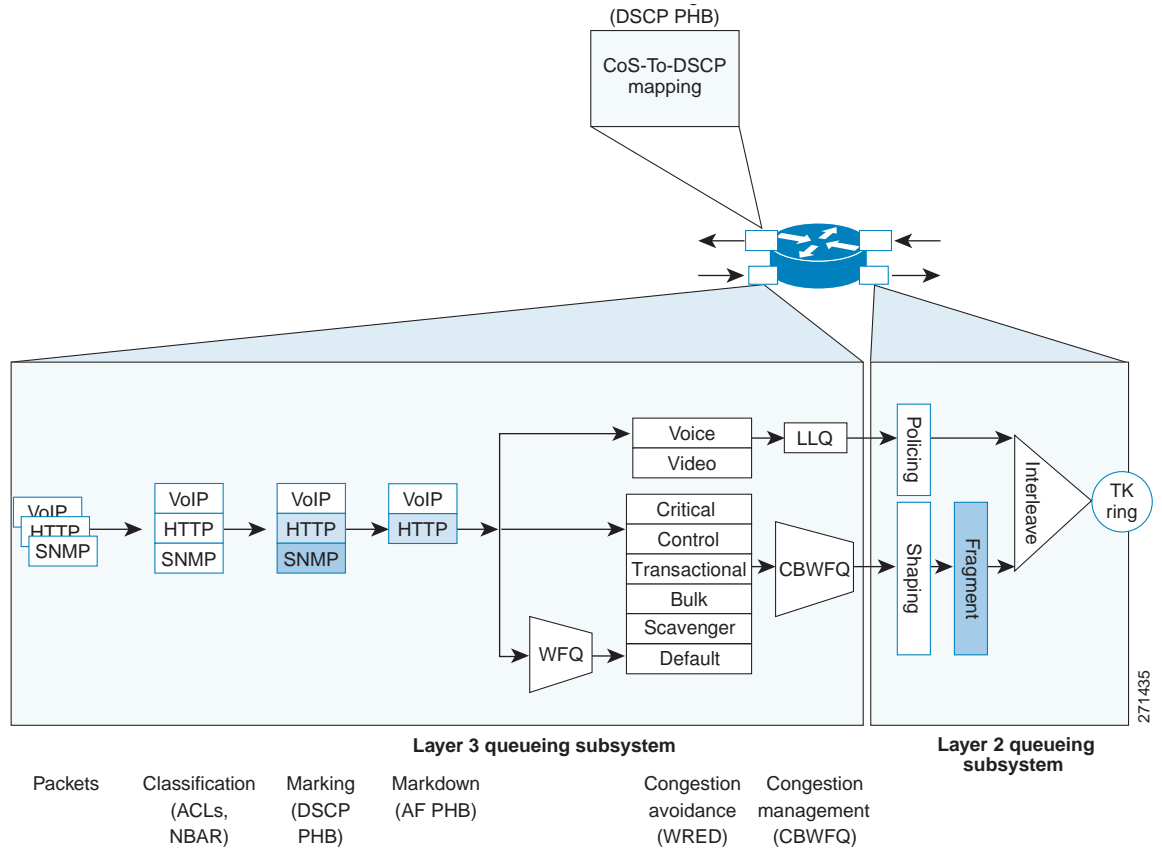 (DSCP PHB)
CoS-To-DSCP
mapping
VoIP
HTTP
SNMP
VoIP
HTTP
SNMP
VoIP
HTTP
SNMP
VoIP
HTTP
WFQ
Voice
Video
Critical
Control
Transactional
Bulk
Scavenger
Default
LLQ
CBWFQ
Policing
Shaping
Fragment
Interleave
TK
ring
271435
Layer 3 queueing subsystem
Layer 2 queueing
subsystem
Packets
Classification
(ACLs,
NBAR)
Marking
(DSCP
PHB)
Markdown
(AF PHB)
Congestion
avoidance
(WRED)
Congestion
management
(CBWFQ)